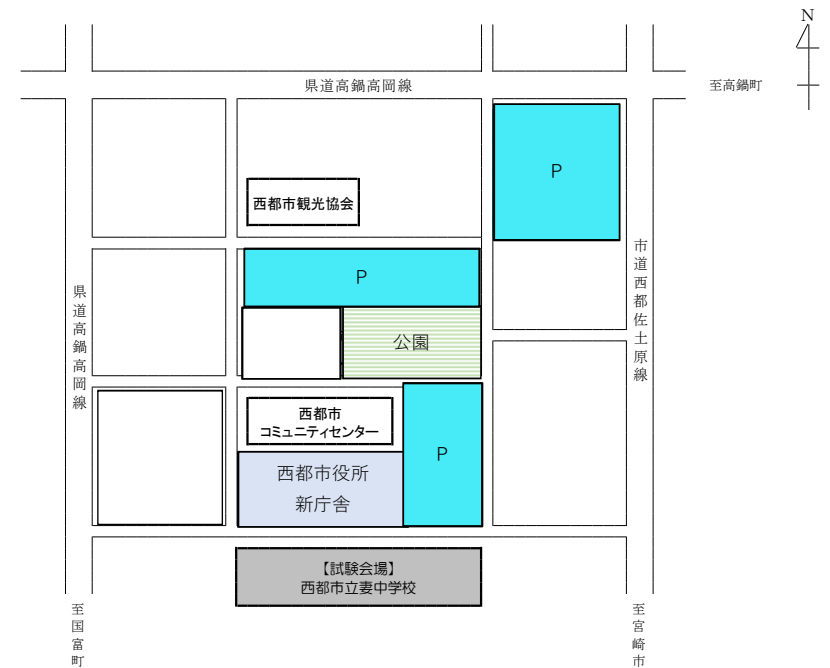 N
県道高鍋高岡線
至高鍋町
P
西都市観光協会
P
市道西都佐土原線
県道高鍋高岡線
公園
西都市
コミュニティセンター
P
西都市役所
新庁舎
【試験会場】
西都市立妻中学校
至国富町
至宮崎市